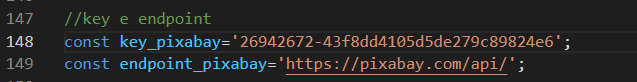 147 //key e endpoint
148 const key_pixabay='26942672-43f8dd4105d5de279c89824e6';
149 const endpoint_pixabay='https://pixabay.com/api/';